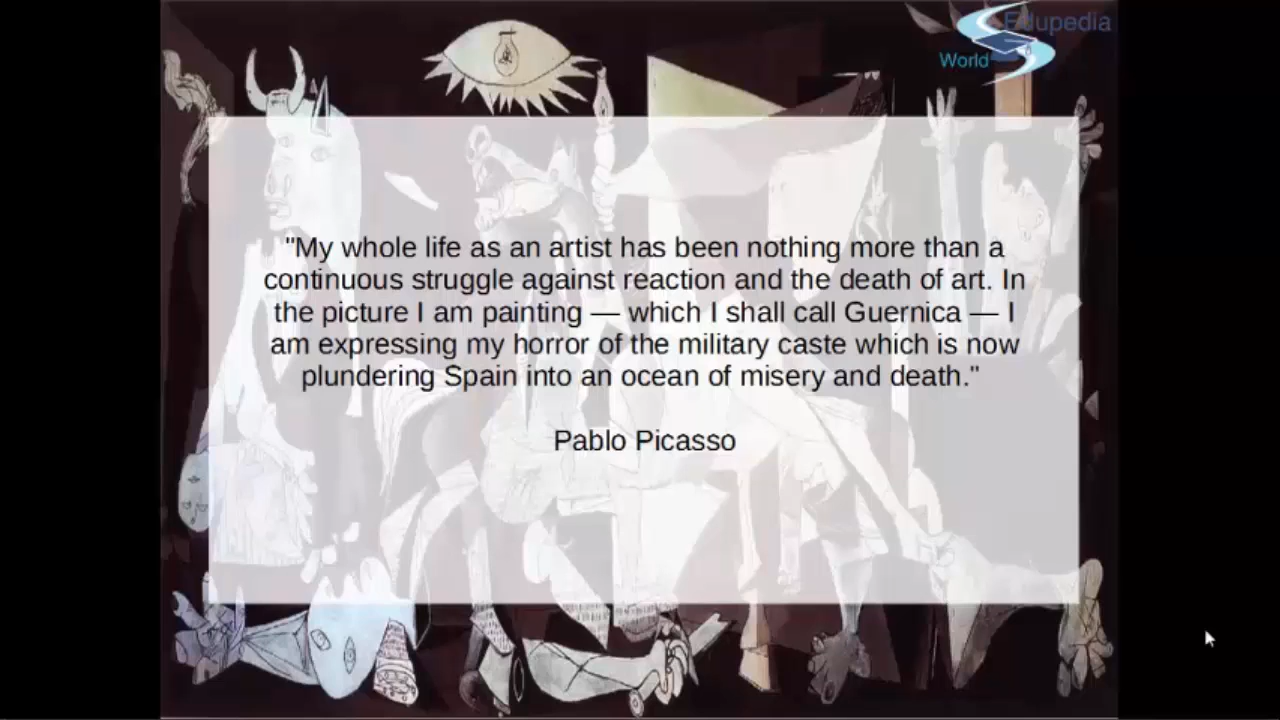 Edupedia
World
"My whole life as an artist has been nothing more than a
continuous struggle against reaction and the death of art. In
the picture I am painting — which I shall call Guernica — I
am expressing my horror of the military caste which is now
plundering Spain into an ocean of misery and death."
Pablo Picasso